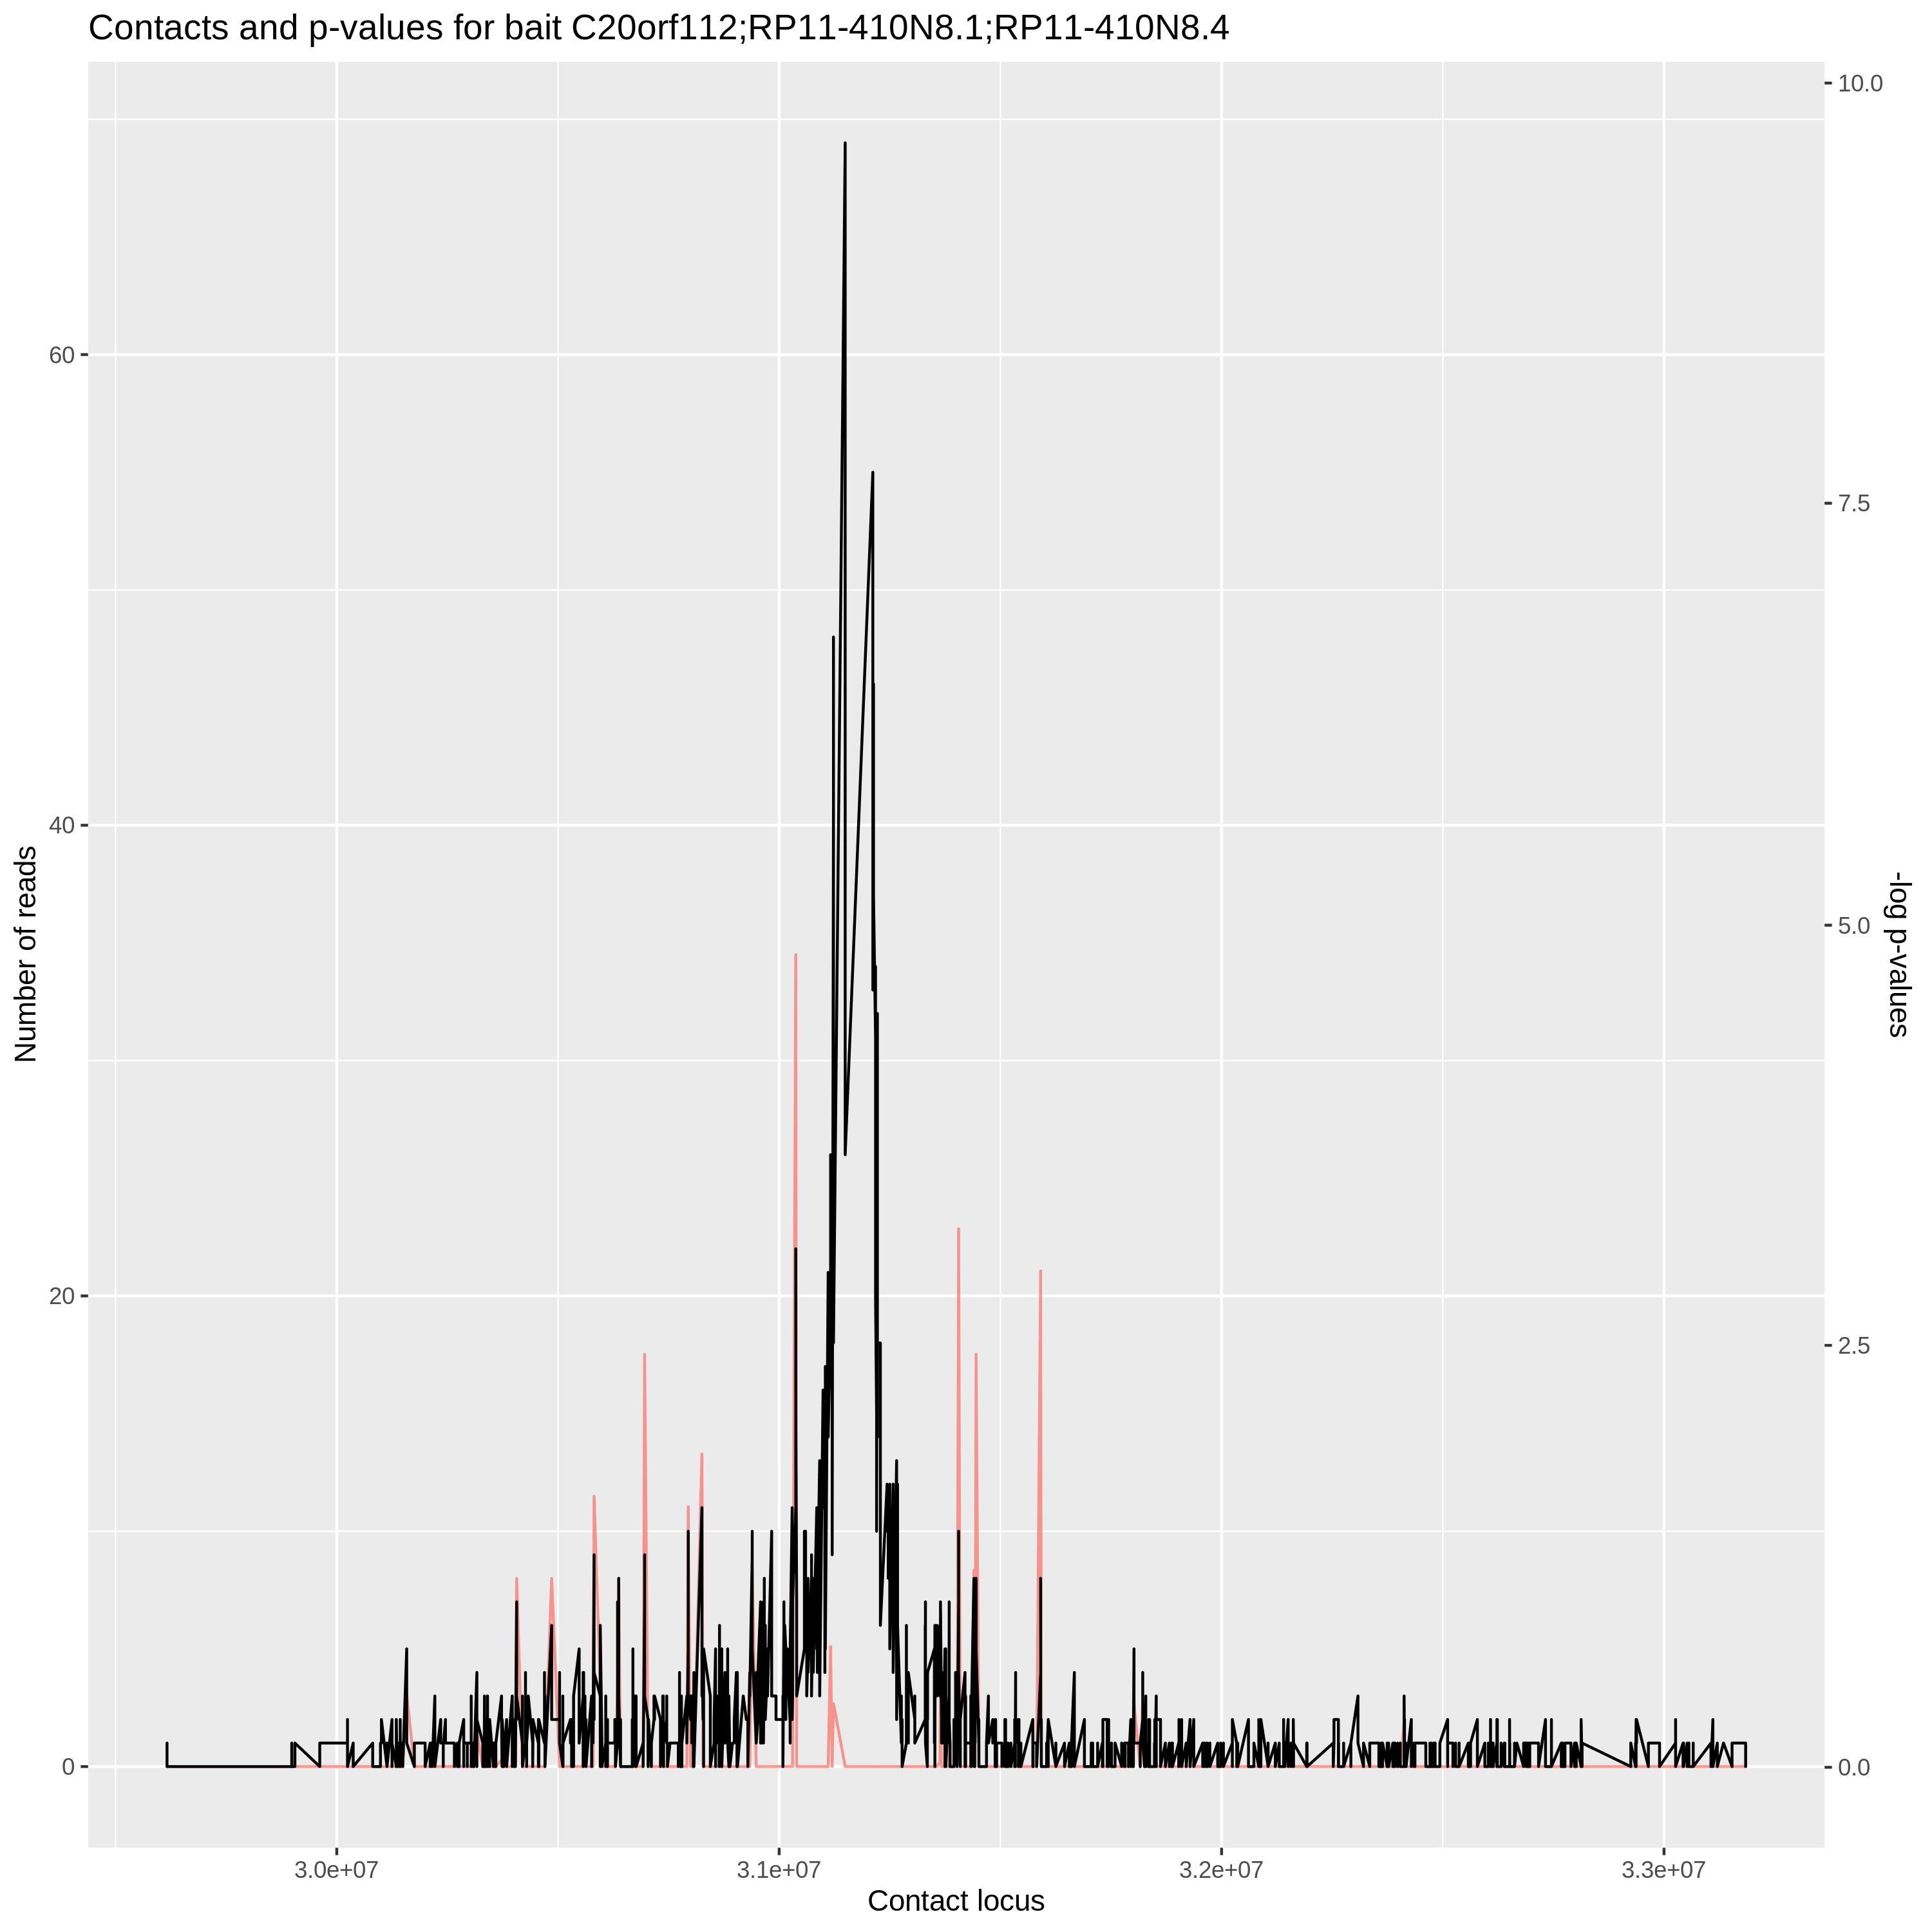 Contacts and p-values for bait C20orf112;RP11-410N8.1;RP11-410N8.4
10.0
7.5
5.0
2.5
0.0
60
40
20
0
Number of reads
-log p-values
3.0e+07
3.1e+07
3.2e+07
3.3e+07
Contact locus